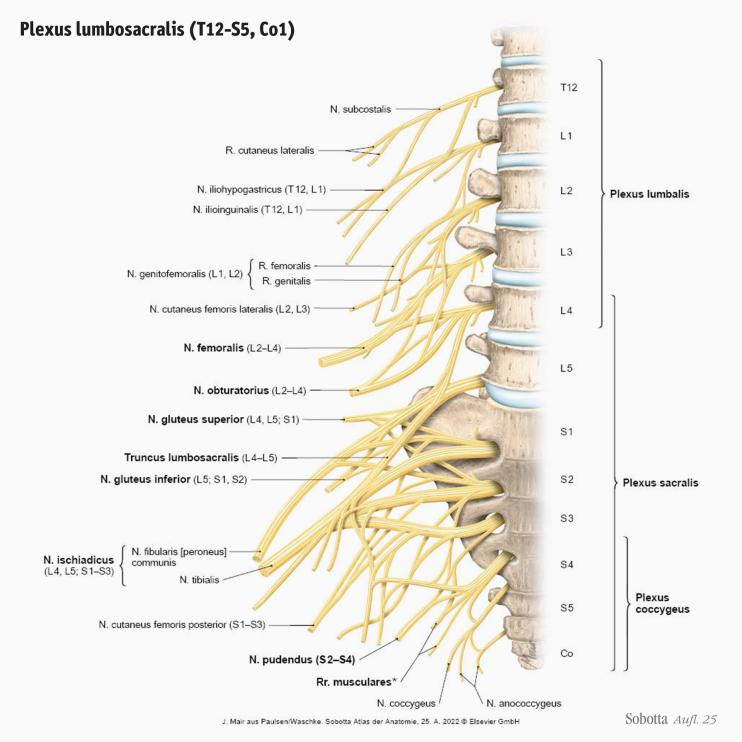 Plexus lumbosacralis (T12-S5, Co1)
N. subcostalis
R. cutaneus lateralis
N. iliohypogastricus (T12, L1)
N. ilioinguinalis (T12, L1)
N. genitofemoralis (L1, L2)
R. femoralis
R. genitalis
N. cutaneus femoris lateralis (L2, L3)
N. femoralis (L2–L4)
N. obturatorius (L2–L4)
N. gluteus superior (L4, L5; S1)
Truncus lumbosacralis (L4–L5)
N. gluteus inferior (L5; S1, S2)
N. ischiadicus
(L4, L5; S1–S3)
N. fibularis [peroneus]
communis
N. tibialis
N. cutaneus femoris posterior (S1–S3)
N. pudendus (S2–S4)
Rr. musculares*
N. coccygeus
N. anococcygeus
T12
L1
L2
L3
L4
L5
S1
S2
S3
S4
S5
Co
Plexus lumbalis
Plexus sacralis
Plexus
coccygeus
J. Mair aus Paulsen/Waschke. Sobotta Atlas der Anatomie, 25. A. 2022 © Elsevier GmbH
Sobotta Aufl. 25